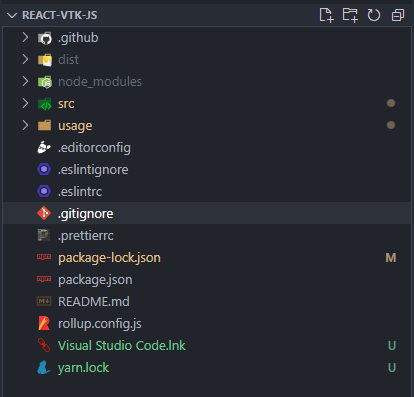 REACT-VTK-JS
.github
dist
node_modules
src
usage
.editorconfig
.eslintignore
.eslintrc
.gitignore
.prettierrc
package-lock.json M
package.json
README.md
rollup.config.js
Visual Studio Code.lnk U
yarn.lock U